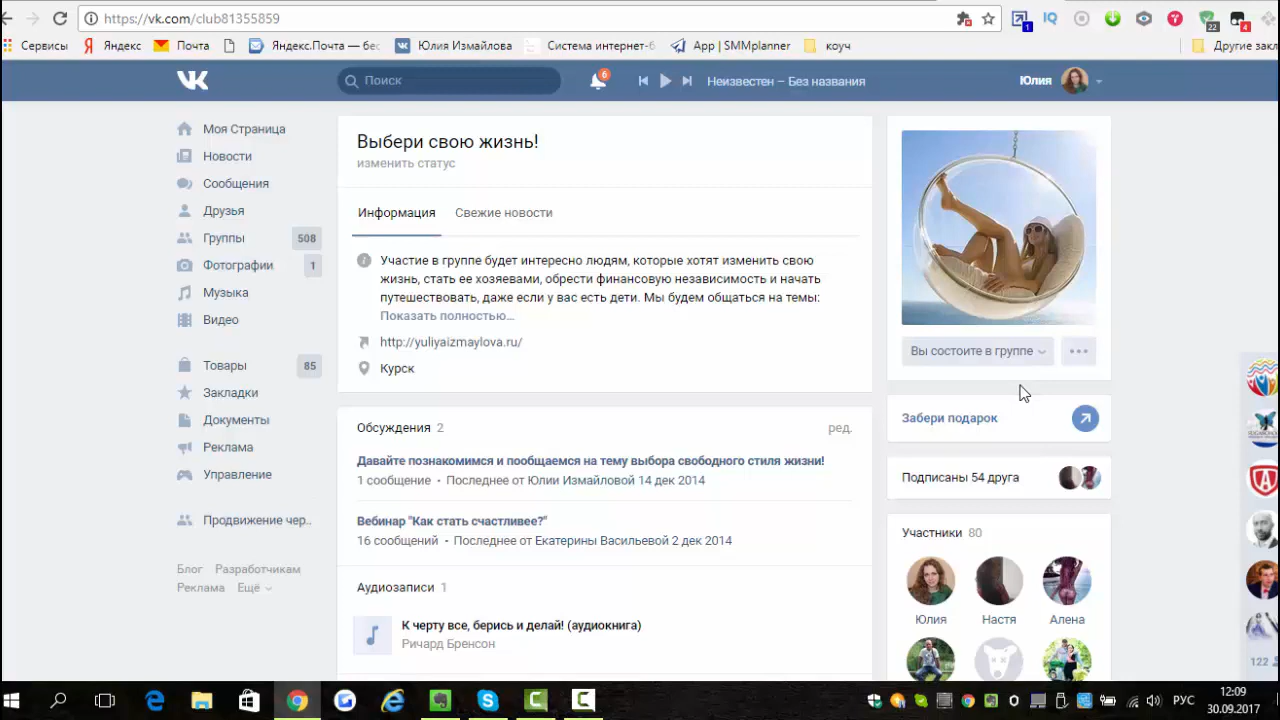 https://vk.com/club81355859
1
22
4
Сервисы
Яндекс
Почта
Яндекс.Почта — бес
Юлия Измайлова
Система интернет-б
App | SMMplanner
коуч
Другие закл
Поиск
6
Неизвестен – Без названия
Юлия
Моя Страница
Новости
Сообщения
Друзья
Группы 508
Фотографии 1
Музыка
Видео
Товары 85
Закладки
Документы
Реклама
Управление
Продвижение чер..
Блог Разработчикам
Реклама Ещё
Выбери свою жизнь!
изменить статус
Информация Свежие новости
Участие в группе будет интересно людям, которые хотят изменить свою
жизнь, стать ее хозяевами, обрести финансовую независимость и начать
путешествовать, даже если у вас есть дети. Мы будем общаться на темы:
Показать полностью...
http://yuliyaizmaylova.ru/
Курск
Обсуждения 2 ред.
Давайте познакомимся и пообщаемся на тему выбора свободного стиля жизни!
1 сообщение • Последнее от Юлии Измайловой 14 дек 2014
Вебинар "Как стать счастливее?"
16 сообщений • Последнее от Екатерины Васильевой 2 дек 2014
Аудиозаписи 1
К черту все, берись и делай! (аудиокнига)
Ричард Бренсон
Вы состоите в группе
Забери подарок
Подписаны 54 друга
Участники 80
Юлия Настя Алена
122
РУС
12:09
30.09.2017